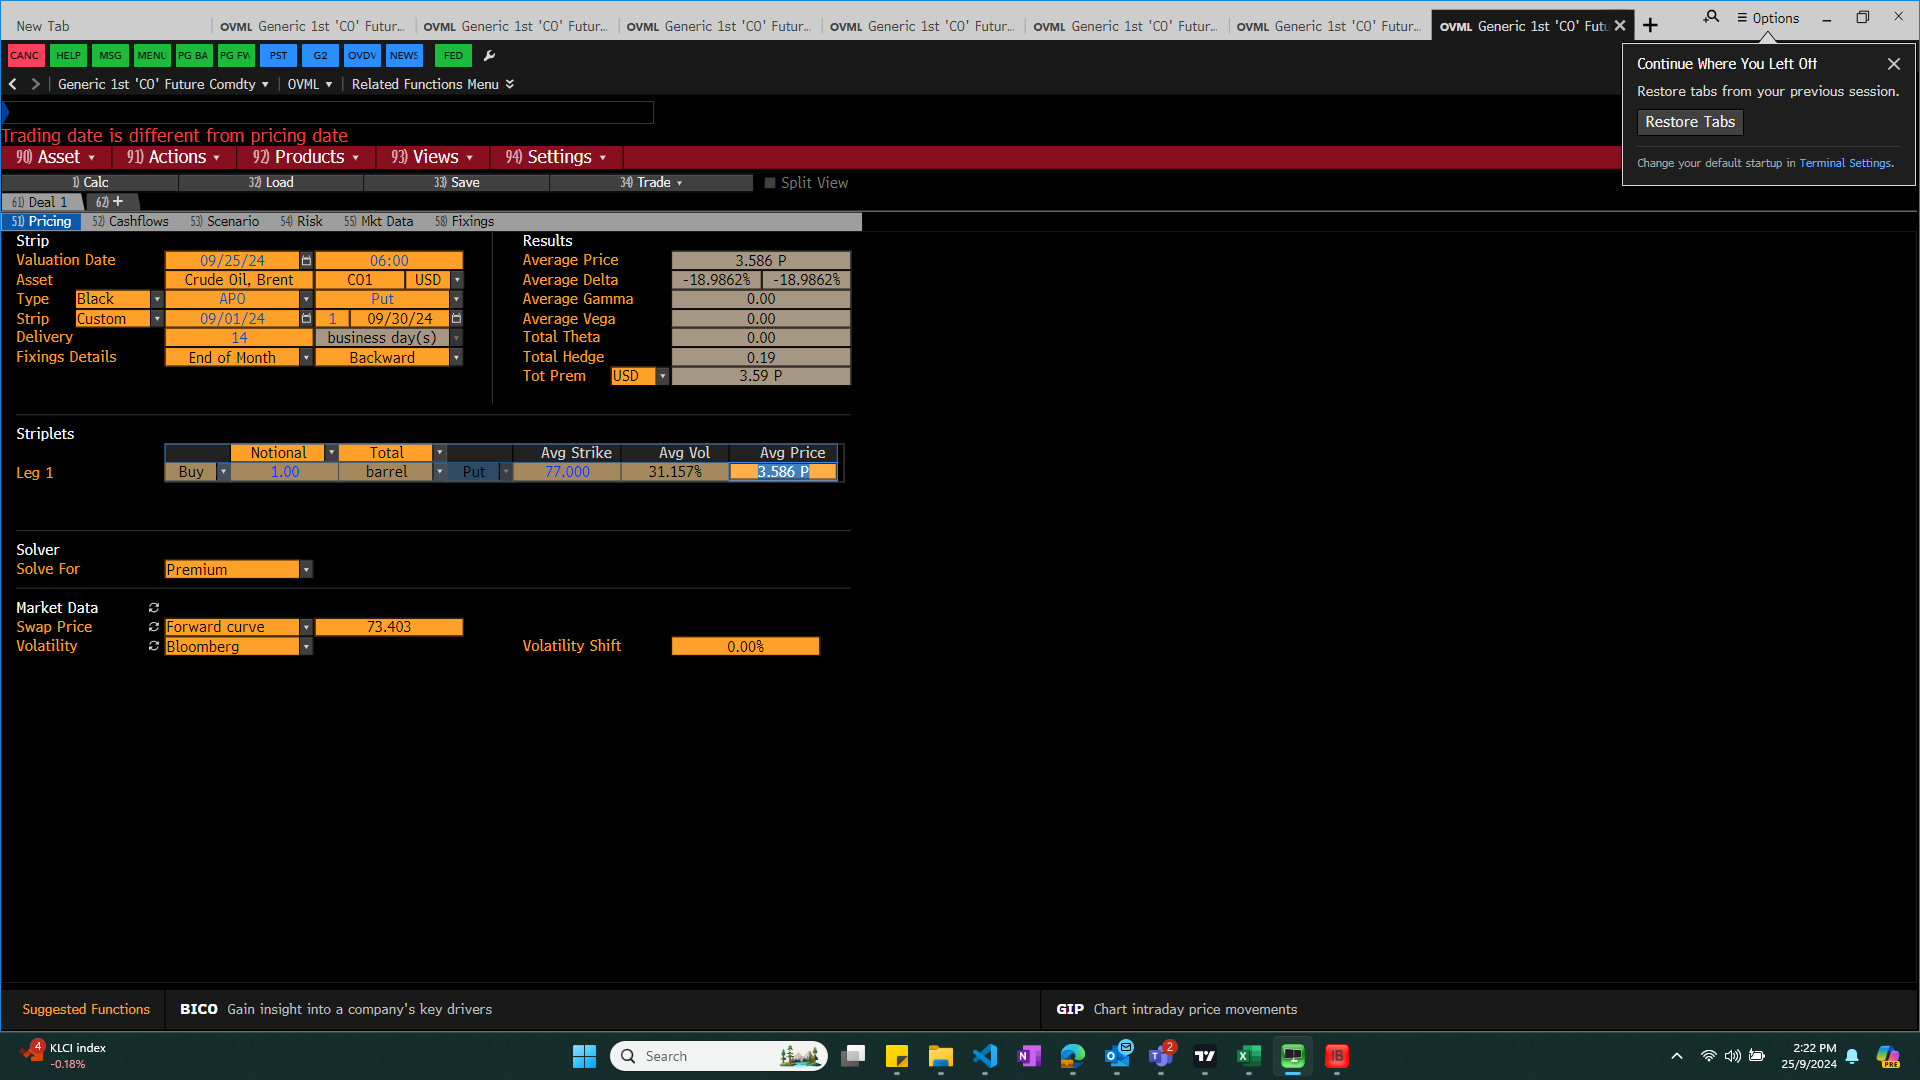 New Tab
OVML Generic 1st 'CO' Futur...
OVML Generic 1st 'CO' Futur...
OVML Generic 1st 'CO' Futur...
OVML Generic 1st 'CO' Futur...
OVML Generic 1st 'CO' Futur...
OVML Generic 1st 'CO' Futur...
OVML Generic 1st 'CO' Futu
Options
CANC HELP MSG MENU PG BA PG FW PST G2 OVDV NEWS FED
Generic 1st 'CO' Future Comdty OVML Related Functions Menu
Continue Where You Left Off
Restore tabs from your previous session.
Restore Tabs
Change your default startup in Terminal Settings.
Trading date is different from pricing date
90) Asset 91) Actions 92) Products 93) Views 94) Settings
1) Calc 32) Load 33) Save 34) Trade Split View
61) Deal 1 62) +
51) Pricing 52) Cashflows 53) Scenario 54) Risk 55) Mkt Data 58) Fixings
Strip
Valuation Date 09/25/24 06:00
Asset Crude Oil, Brent CO1 USD
Type Black APO Put
Strip Custom 09/01/24 1 09/30/24
Delivery 14 business day(s)
Fixings Details End of Month Backward
Results
Average Price 3.586 P
Average Delta -18.9862% -18.9862%
Average Gamma 0.00
Average Vega 0.00
Total Theta 0.00
Total Hedge 0.19
Tot Prem USD 3.59 P
Striplets
Notional Total Avg Strike Avg Vol Avg Price
Leg 1 Buy 1.00 barrel Put 77.000 31.157% 3.586 P
Solver
Solve For Premium
Market Data
Swap Price Forward curve 73.403
Volatility Bloomberg Volatility Shift 0.00%
Suggested Functions BICO Gain insight into a company's key drivers GIP Chart intraday price movements
4
KLCI index
-0.18%
Search
2
IB
PRE
2:22 PM
25/9/2024